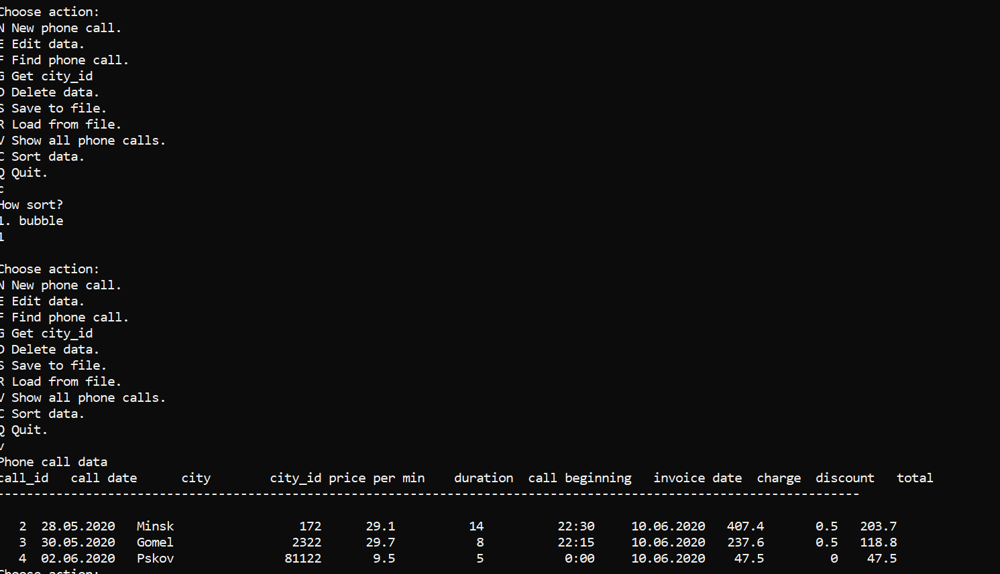 Choose action:
N New phone call.
E Edit data.
F Find phone call.
G Get city_id
D Delete data.
S Save to file.
R Load from file.
V Show all phone calls.
C Sort data.
Q Quit.
c
How sort?
1. bubble
1
Choose action:
N New phone call.
E Edit data.
F Find phone call.
G Get city_id
D Delete data.
S Save to file.
R Load from file.
V Show all phone calls.
C Sort data.
Q Quit.
v
Phone call data
call_id call date city city_id price per min duration call beginning invoice date charge discount total
---------------------------------------------------------------------------------------------------------------------
2 28.05.2020 Minsk 172 29.1 14 22:30 10.06.2020 407.4 0.5 203.7
3 30.05.2020 Gomel 2322 29.7 8 22:15 10.06.2020 237.6 0.5 118.8
4 02.06.2020 Pskov 81122 9.5 5 0:00 10.06.2020 47.5 0 47.5
Choose action: